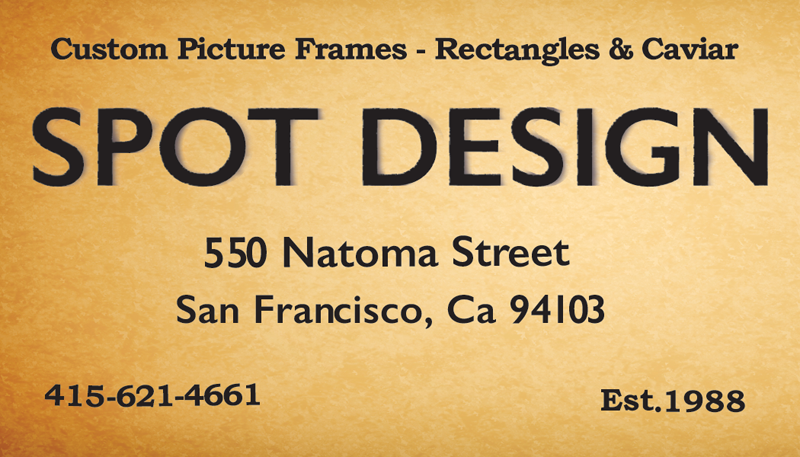 Custom Picture Frames - Rectangles & Caviar
SPOT DESIGN
550 Natoma Street
San Francisco, Ca 94103
415-621-4661
Est.1988